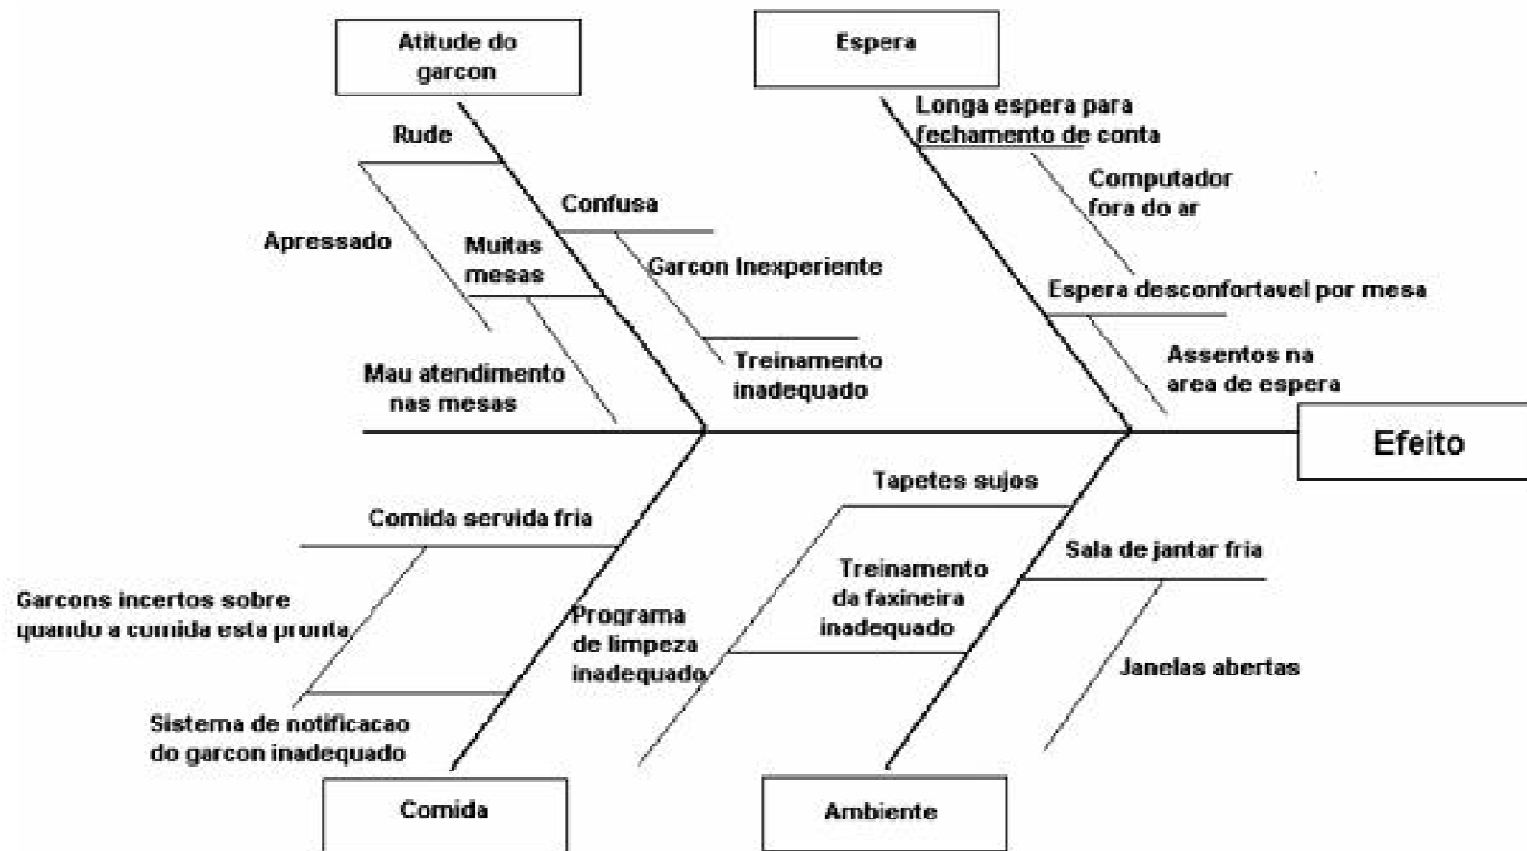 Atitude do
garcon
Espera
Rude
Longa espera para
fechamento de conta
Confusa
Computador
fora do ar
Apressado
Muitas
mesas
Garcon Inexperiente
Espera desconfortavel por mesa
Mau atendimento
nas mesas
Treinamento
inadequado
Assentos na
area de espera
Efeito
Comida servida fria
Tapetes sujos
Garcons incertos sobre
quando a comida esta pronta
Programa
de limpeza
inadequado
Treinamento
da faxineira
inadequado
Sala de jantar fria
Janelas abertas
Sistema de notificacao
do garcon inadequado
Comida
Ambiente